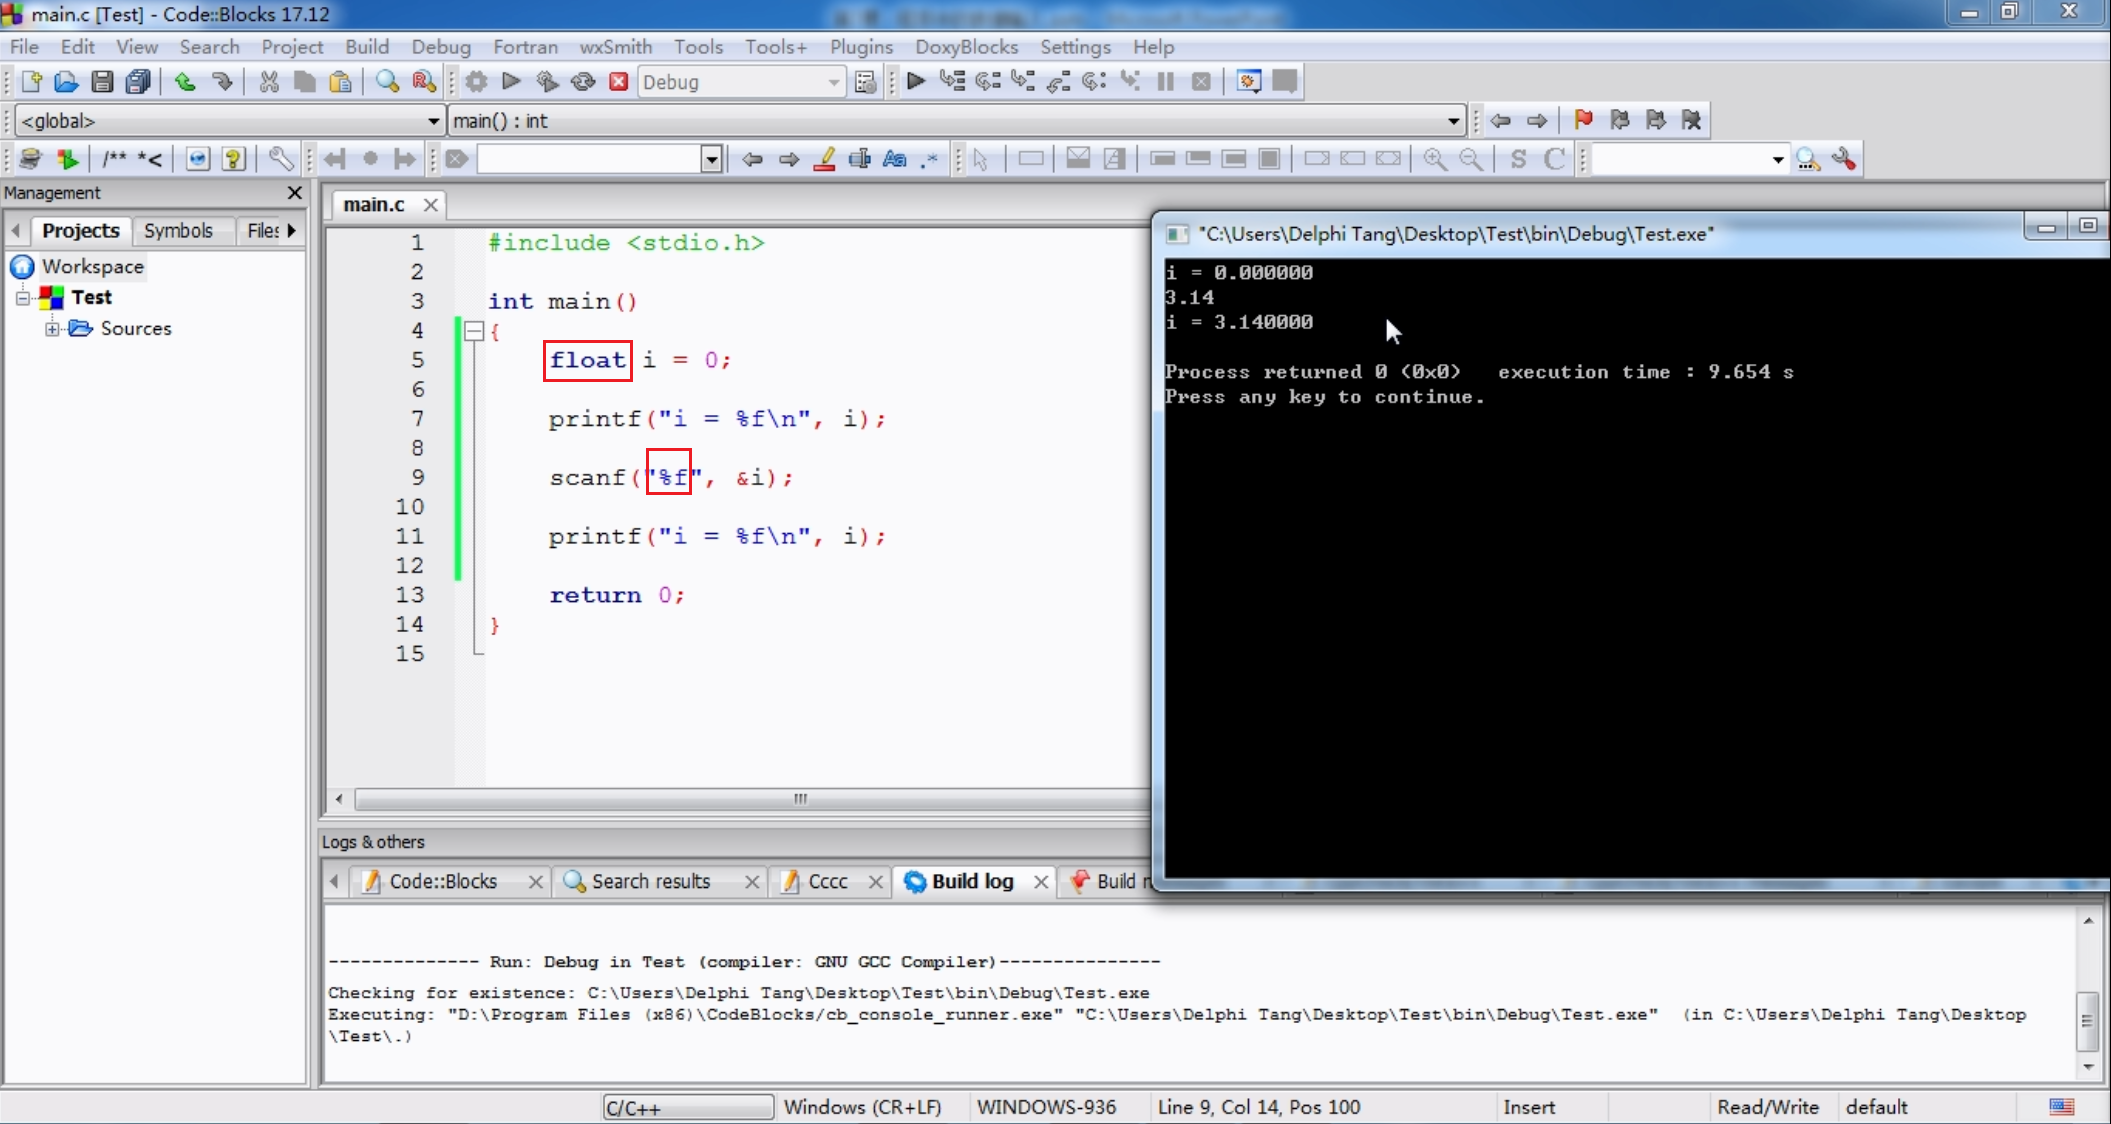 main.c [Test] - Code::Blocks 17.12
File Edit View Search Project Build Debug Fortran wxSmith Tools Tools+ Plugins DoxyBlocks Settings Help
Debug
<global> main() : int
/** *<
S C
Management
Projects Symbols Files
Workspace
Test
Sources
main.c
1 #include <stdio.h>
2
3 int main()
4 {
5 float i = 0;
6
7 printf("i = %f\n", i);
8
9 scanf("%f", &i);
10
11 printf("i = %f\n", i);
12
13 return 0;
14 }
15
"C:\Users\Delphi Tang\Desktop\Test\bin\Debug\Test.exe"
i = 0.000000
3.14
i = 3.140000
Process returned 0 (0x0) execution time : 9.654 s
Press any key to continue.
Logs & others
Code::Blocks Search results Cccc Build log Build
-------------- Run: Debug in Test (compiler: GNU GCC Compiler)---------------
Checking for existence: C:\Users\Delphi Tang\Desktop\Test\bin\Debug\Test.exe
Executing: "D:\Program Files (x86)\CodeBlocks/cb_console_runner.exe" "C:\Users\Delphi Tang\Desktop\Test\bin\Debug\Test.exe" (in C:\Users\Delphi Tang\Desktop
\Test\.)
C/C++ Windows (CR+LF) WINDOWS-936 Line 9, Col 14, Pos 100 Insert Read/Write default